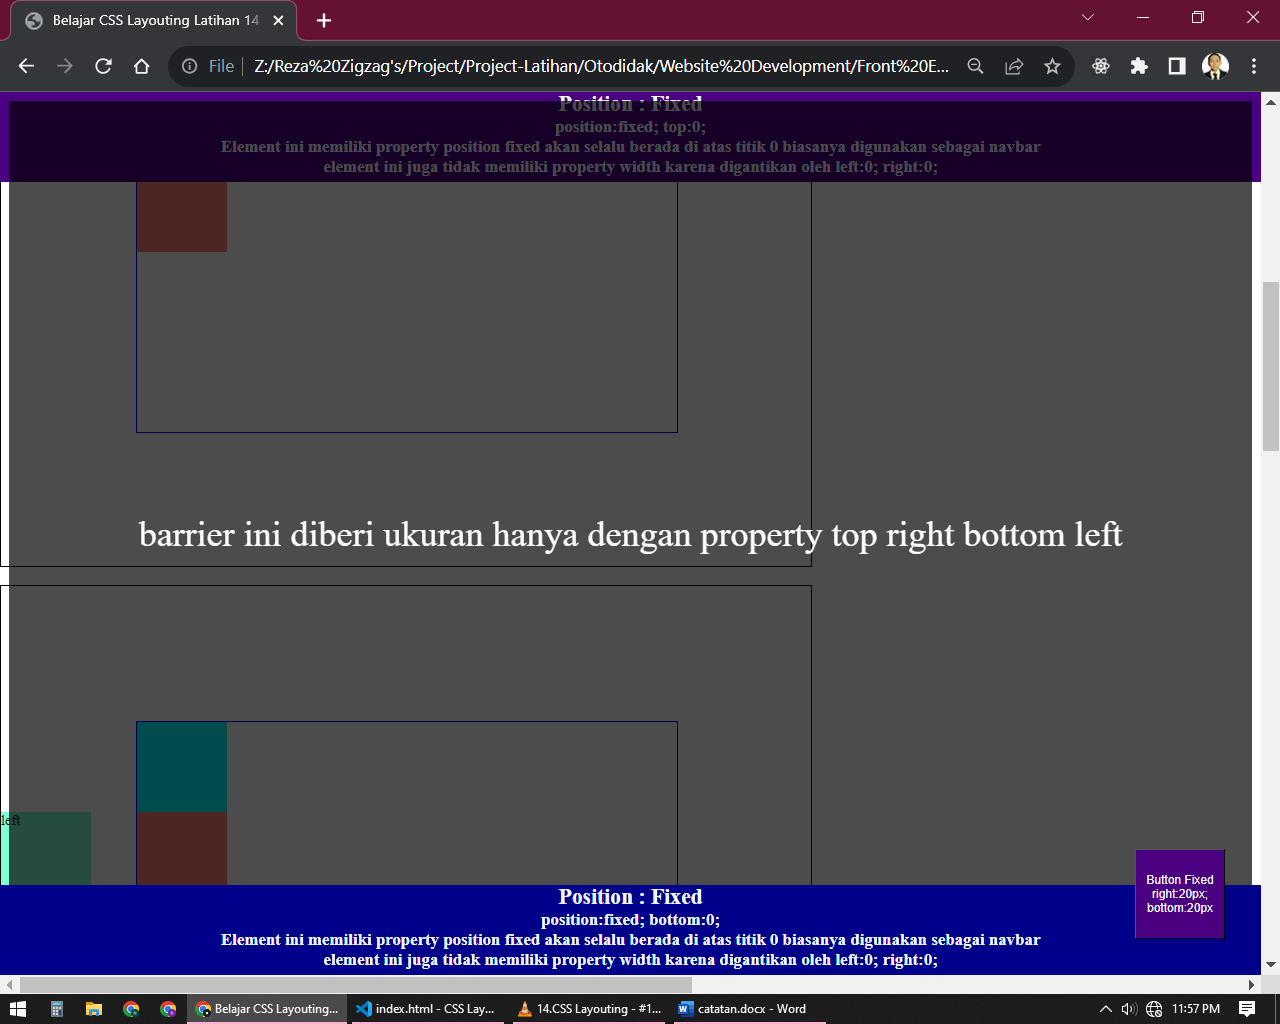 Belajar CSS Layouting Latihan 14
File
Z:/Reza%20Zigzag's/Project/Project-Latihan/Otodidak/Website%20Development/Front%20E...
Position : Fixed
position:fixed; top:0;
Element ini memiliki property position fixed akan selalu berada di atas titik 0 biasanya digunakan sebagai navbar
element ini juga tidak memiliki property width karena digantikan oleh left:0; right:0;
barrier ini diberi ukuran hanya dengan property top right bottom left
left
Button Fixed
right:20px;
bottom:20px
Position : Fixed
position:fixed; bottom:0;
Element ini memiliki property position fixed akan selalu berada di atas titik 0 biasanya digunakan sebagai navbar
element ini juga tidak memiliki property width karena digantikan oleh left:0; right:0;
Belajar CSS Layouting...
index.html - CSS Lay...
14.CSS Layouting - #1...
catatan.docx - Word
11:57 PM